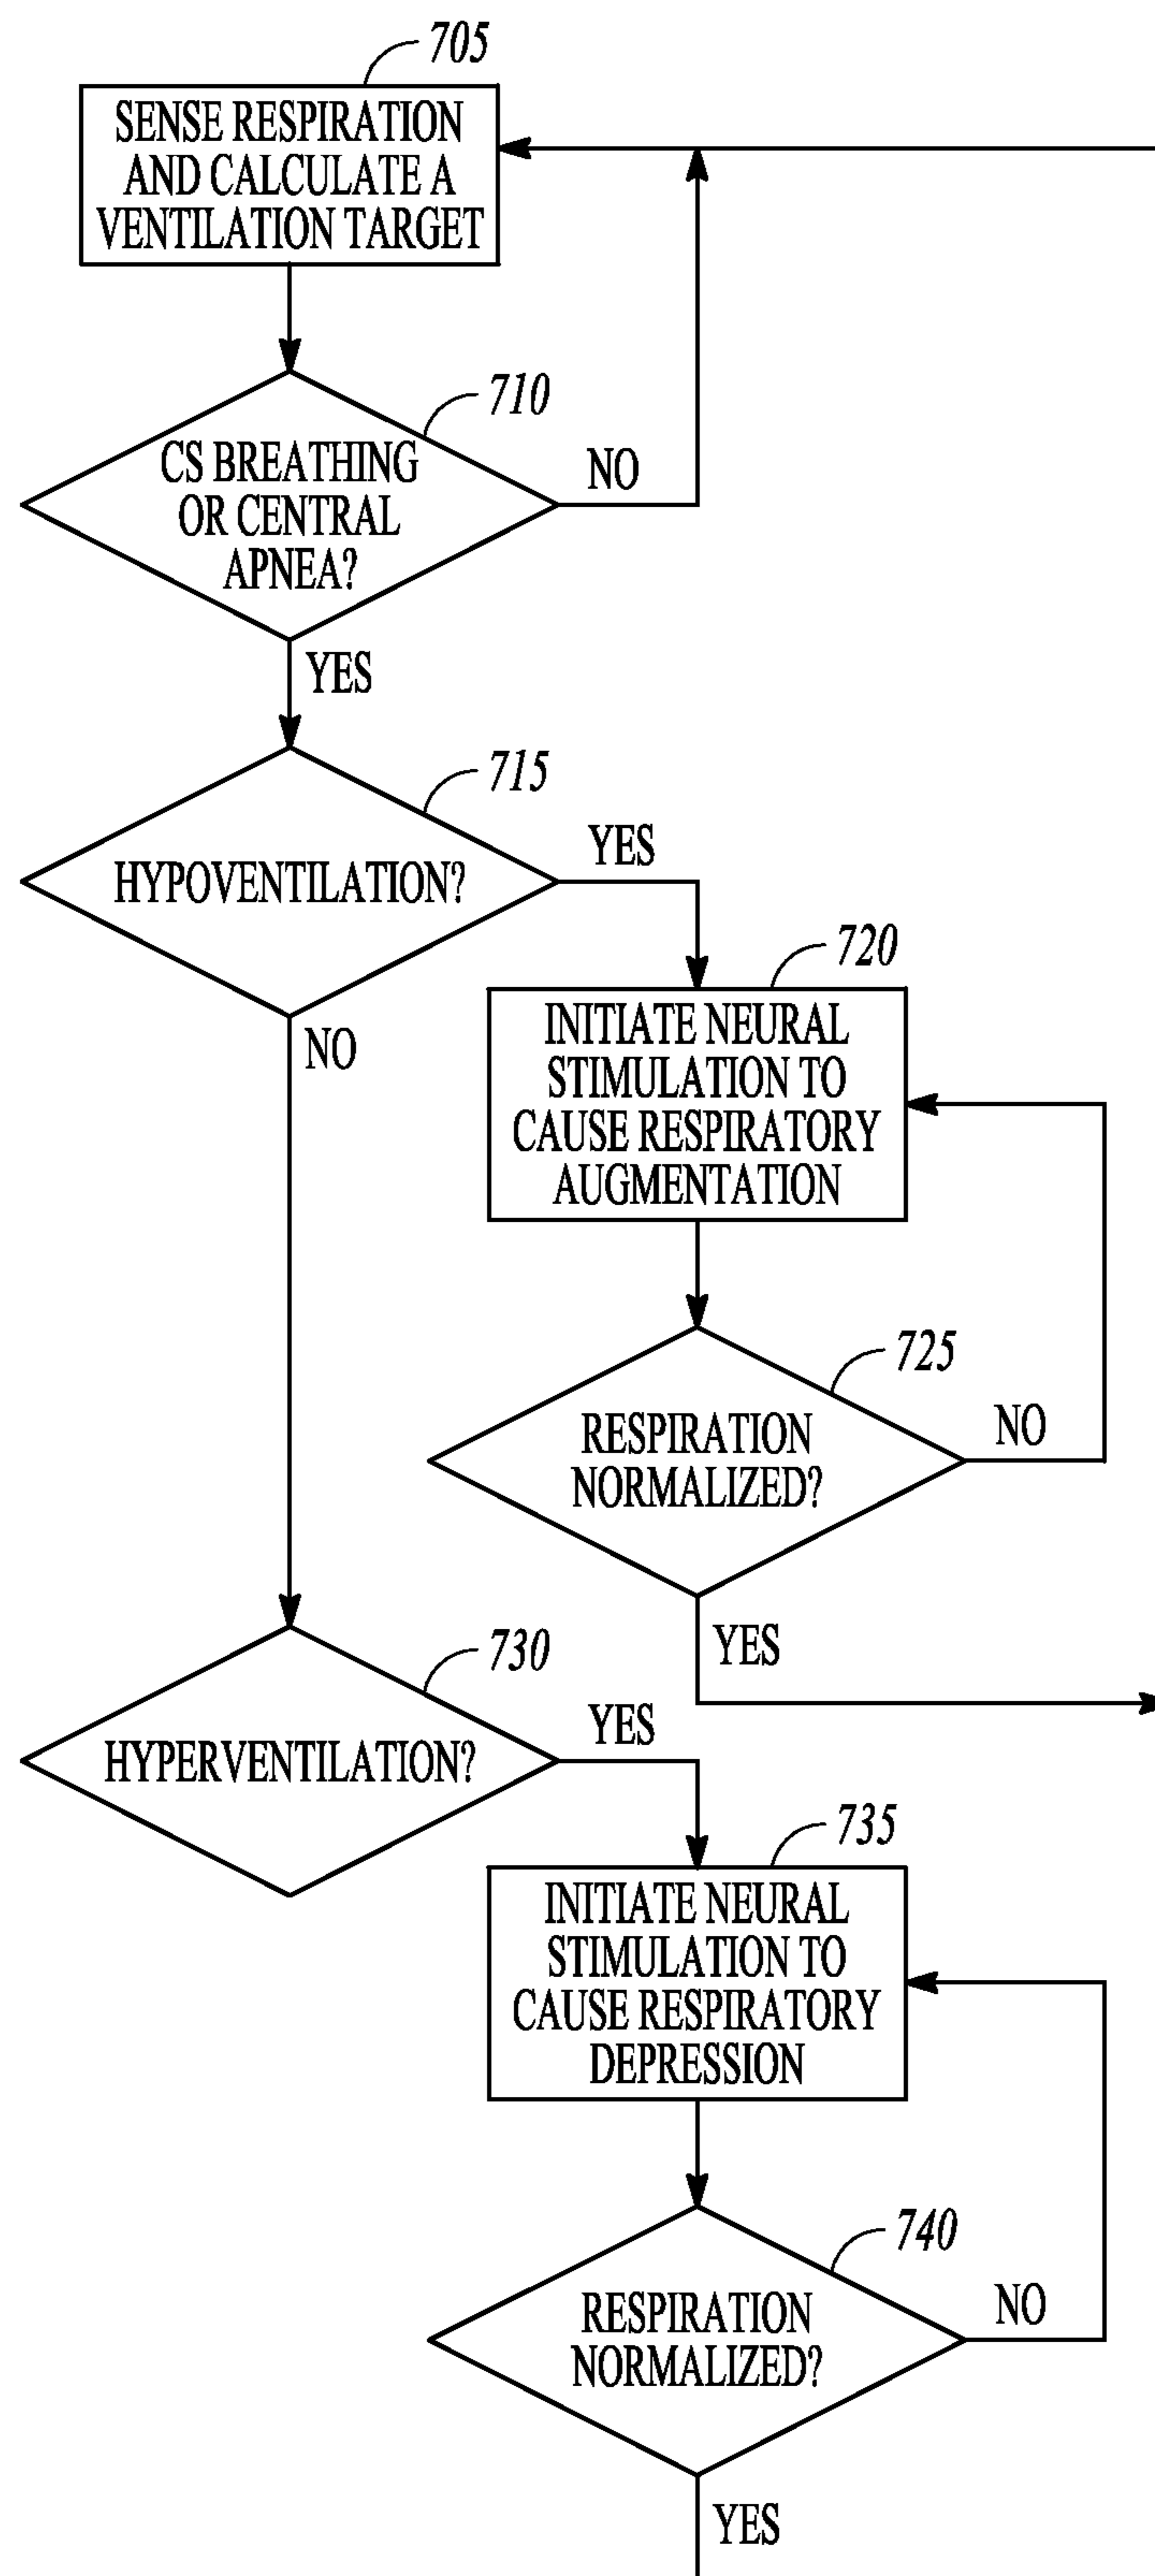 705
SENSE RESPIRATION
AND CALCULATE A
VENTILATION TARGET
710
CS BREATHING
OR CENTRAL
APNEA?
NO
YES
715
HYPOVENTILATION?
YES
NO
720
INITIATE NEURAL
STIMULATION TO
CAUSE RESPIRATORY
AUGMENTATION
725
RESPIRATION
NORMALIZED?
NO
YES
730
HYPERVENTILATION?
YES
735
INITIATE NEURAL
STIMULATION TO
CAUSE RESPIRATORY
DEPRESSION
740
RESPIRATION
NORMALIZED?
NO
YES